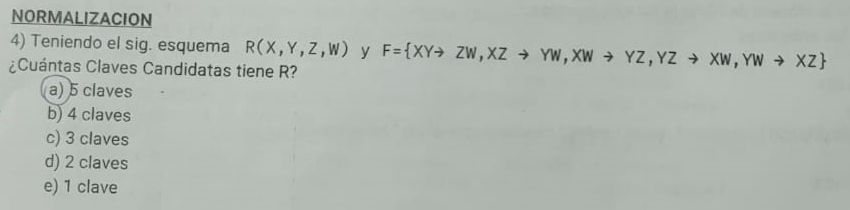 NORMALIZACION
4) Teniendo el sig. esquema R(X,Y,Z,W) y F={XY→ ZW,XZ → YW,XW → YZ,YZ → XW,YW → XZ}
¿Cuántas Claves Candidatas tiene R?
a) 5 claves
b) 4 claves
c) 3 claves
d) 2 claves
e) 1 clave